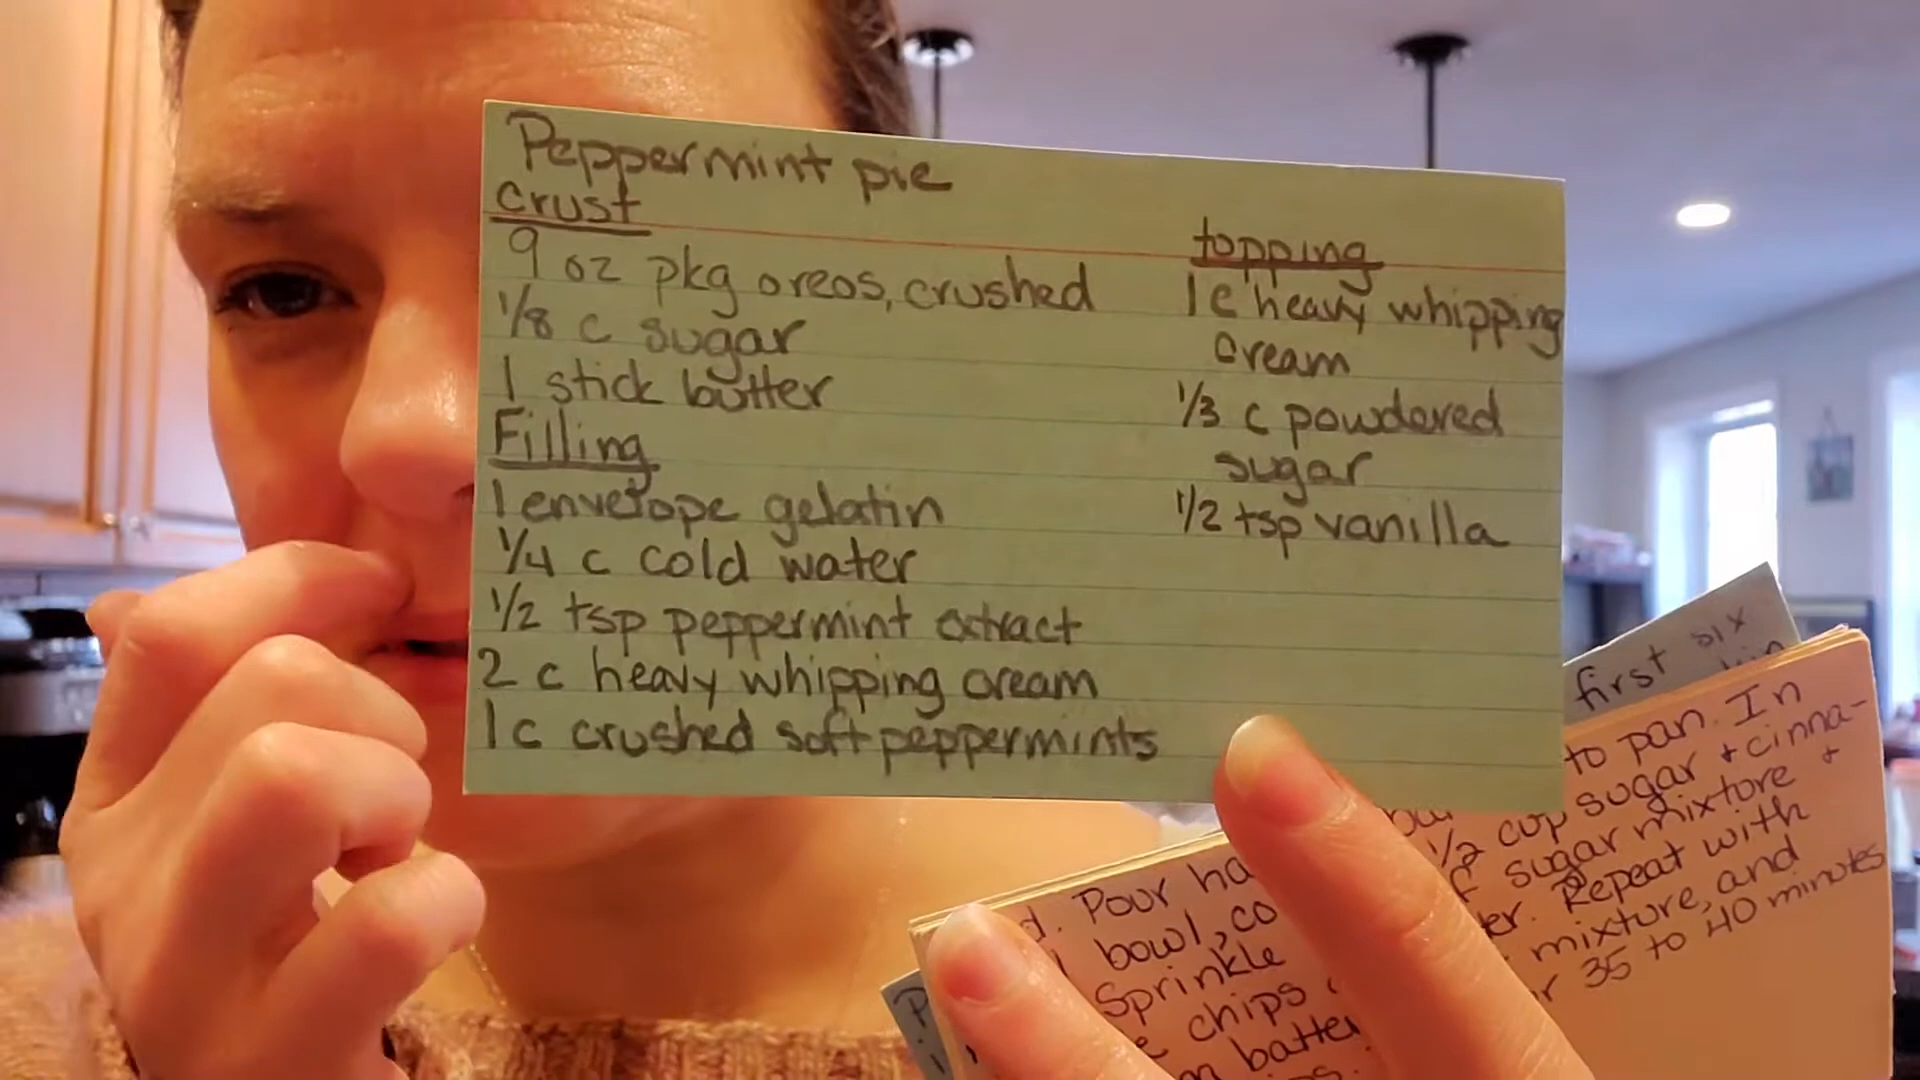 Peppermint pie
crust
9 oz pkg oreos, crushed
1/8 c sugar
1 stick butter
Filling
1 envelope gelatin
1/4 c cold water
1/2 tsp peppermint extract
2 c heavy whipping cream
1 c crushed soft peppermints
topping
1 c heavy whipping
cream
1/3 c powdered
sugar
1/2 tsp vanilla
first six
to pan. In
1/2 cup sugar + cinna-
sugar mixture +
Repeat with
mixture, and
35 to 40 minutes
Pour
bowl,
Sprinkle
chips